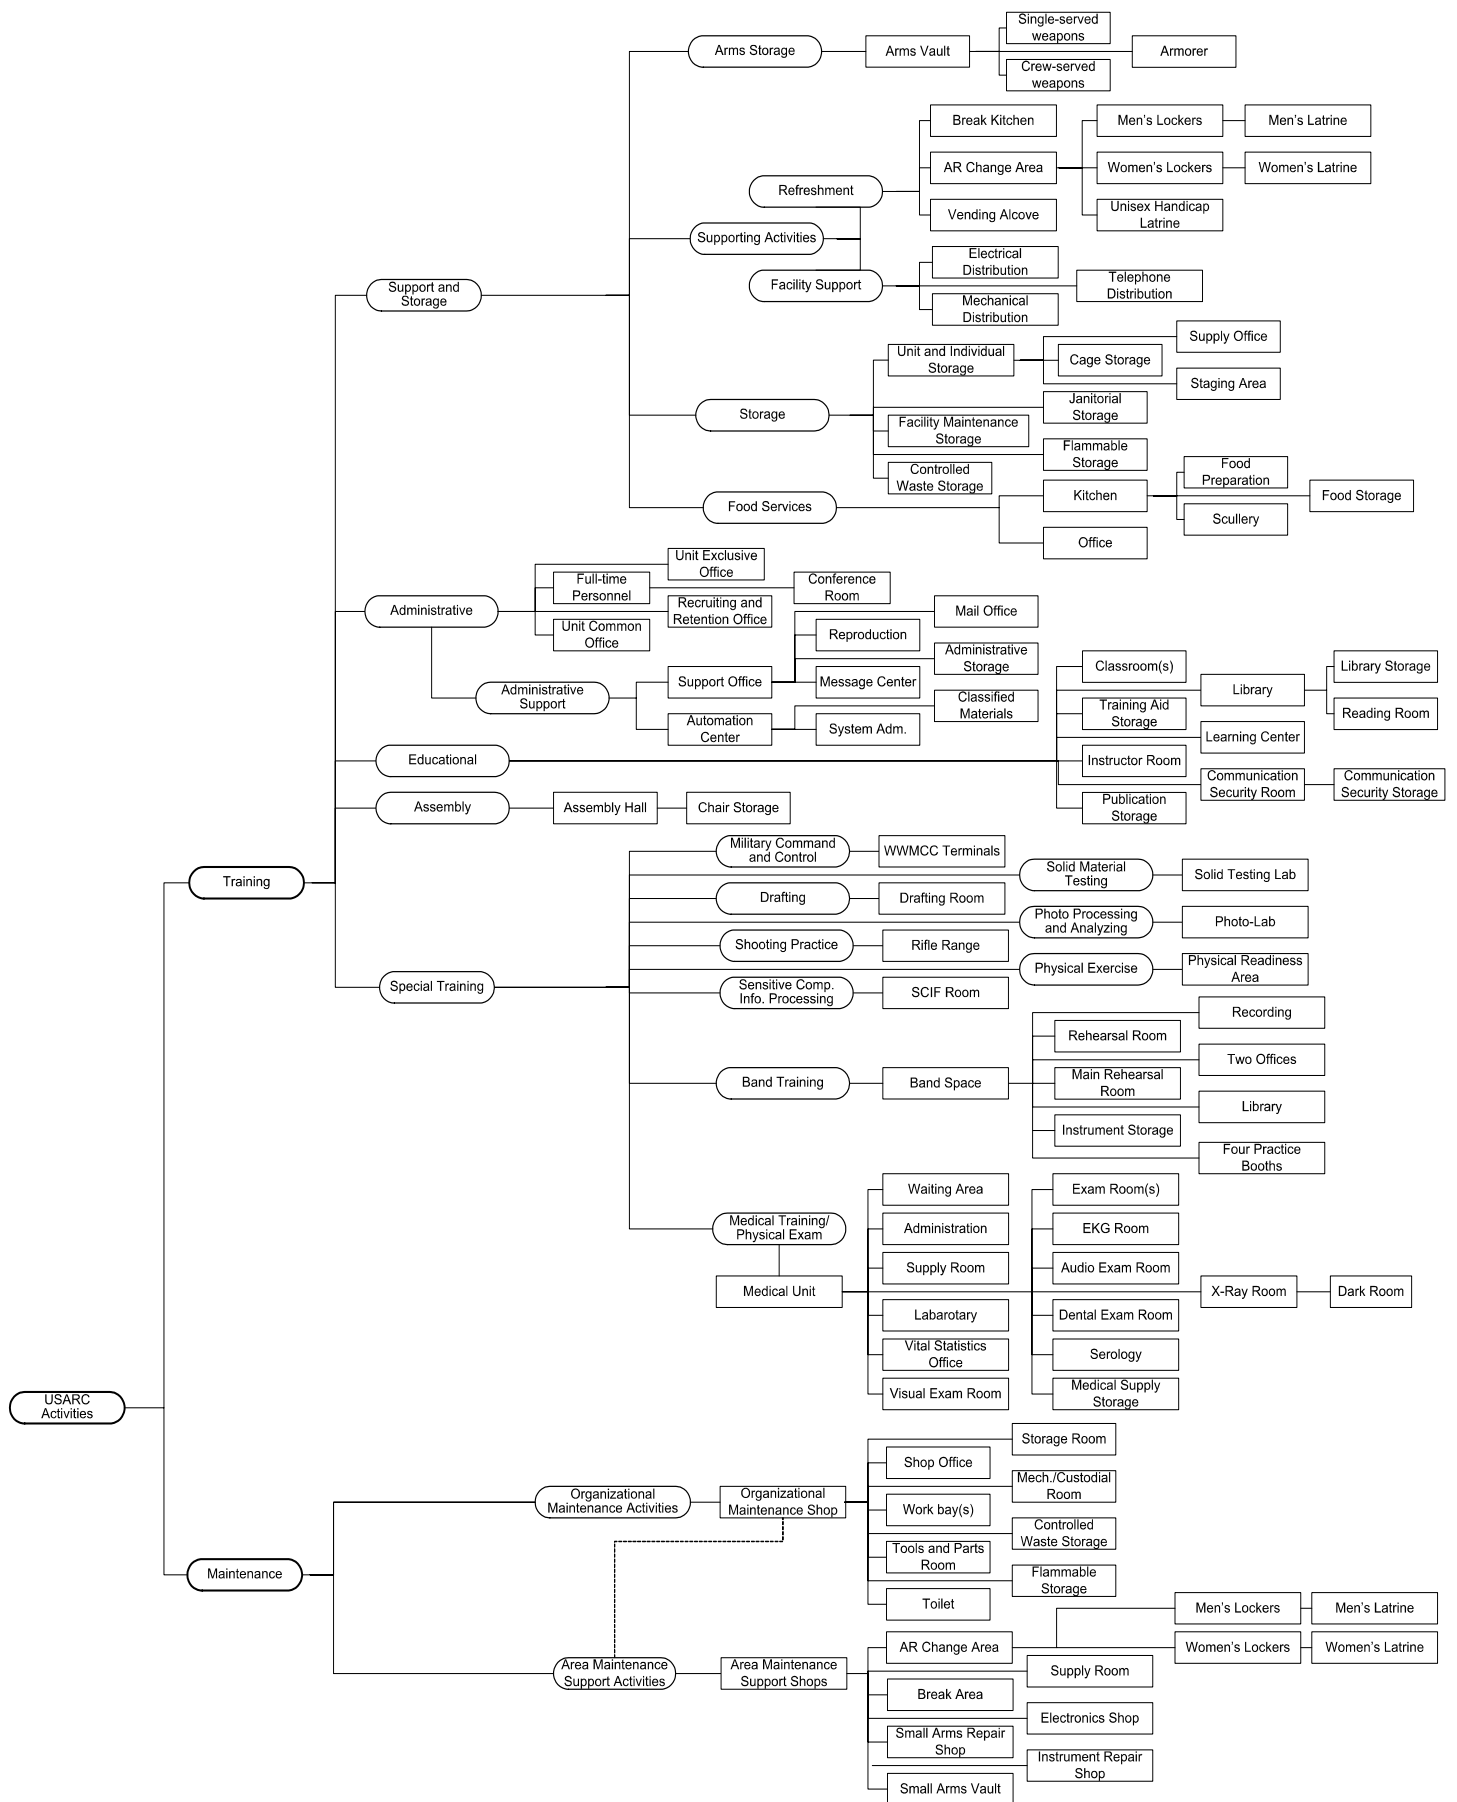 Single-served
weapons
Arms Storage
Arms Vault
Armorer
Crew-served
weapons
Break Kitchen
Men's Lockers
Men's Latrine
AR Change Area
Women's Lockers
Women's Latrine
Refreshment
Vending Alcove
Unisex Handicap
Latrine
Supporting Activities
Electrical
Distribution
Facility Support
Telephone
Distribution
Mechanical
Distribution
Support and
Storage
Supply Office
Unit and Individual
Storage
Cage Storage
Staging Area
Storage
Janitorial
Storage
Facility Maintenance
Storage
Flammable
Storage
Controlled
Waste Storage
Food
Preparation
Kitchen
Food Storage
Food Services
Scullery
Office
Unit Exclusive
Office
Full-time
Personnel
Conference
Room
Administrative
Recruiting and
Retention Office
Mail Office
Unit Common
Office
Reproduction
Administrative
Storage
Administrative
Support
Support Office
Message Center
Classified
Materials
Automation
Center
System Adm.
Classroom(s)
Library Storage
Library
Training Aid
Storage
Reading Room
Learning Center
Educational
Instructor Room
Communication
Security Room
Communication
Security Storage
Publication
Storage
Assembly
Assembly Hall
Chair Storage
Military Command
and Control
WWMCC Terminals
Solid Material
Testing
Solid Testing Lab
Training
Drafting
Drafting Room
Photo Processing
and Analyzing
Photo-Lab
Shooting Practice
Rifle Range
Physical Exercise
Physical Readiness
Area
Special Training
Sensitive Comp.
Info. Processing
SCIF Room
Recording
Rehearsal Room
Two Offices
Band Training
Band Space
Main Rehearsal
Room
Library
Instrument Storage
Four Practice
Booths
Waiting Area
Exam Room(s)
Medical Training/
Physical Exam
Administration
EKG Room
Supply Room
Audio Exam Room
Medical Unit
X-Ray Room
Dark Room
Labarotary
Dental Exam Room
Vital Statistics
Office
Serology
Visual Exam Room
Medical Supply
Storage
USARC
Activities
Storage Room
Shop Office
Mech./Custodial
Room
Organizational
Maintenance Activities
Organizational
Maintenance Shop
Work bay(s)
Controlled
Waste Storage
Tools and Parts
Room
Flammable
Storage
Maintenance
Toilet
Men's Lockers
Men's Latrine
AR Change Area
Women's Lockers
Women's Latrine
Area Maintenance
Support Activities
Area Maintenance
Support Shops
Supply Room
Break Area
Electronics Shop
Small Arms Repair
Shop
Instrument Repair
Shop
Small Arms Vault